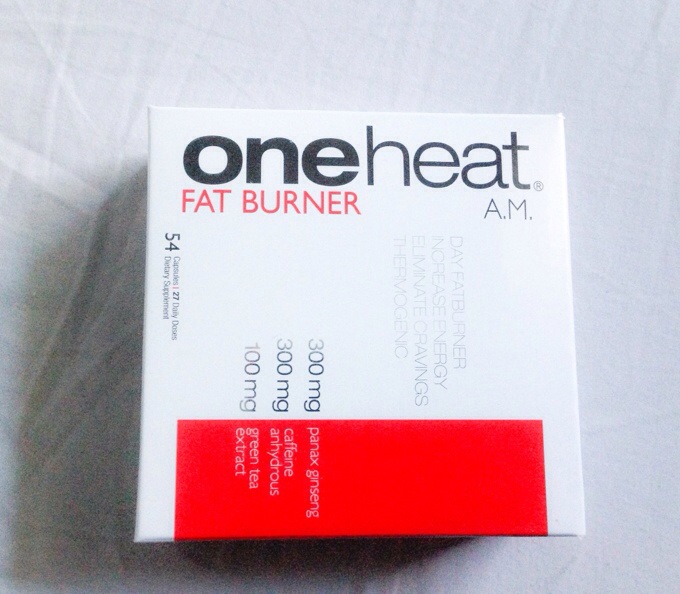 oneheat®
FAT BURNER
A.M.
54 Capsules | 27 Daily Doses
Dietary Supplement
DAY FATBURNER
INCREASE ENERGY
ELIMINATE CRAVINGS
THERMOGENIC
300 mg panax ginseng
300 mg caffeine
anhydrous
100 mg green tea
extract